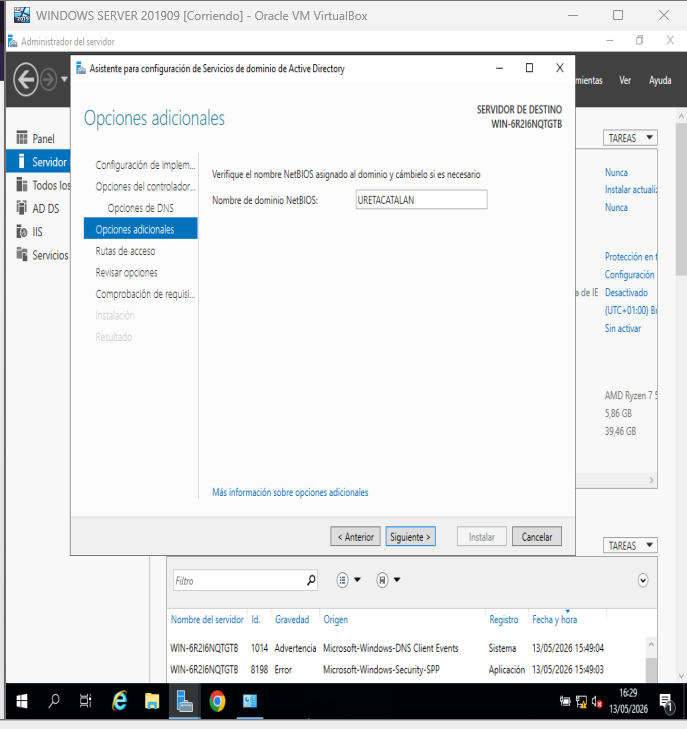 WINDOWS SERVER 201909 [Corriendo] - Oracle VM VirtualBox
Administrador del servidor
Asistente para configuración de Servicios de dominio de Active Directory
mientas Ver Ayuda
Opciones adicionales
SERVIDOR DE DESTINO
WIN-6R2I6NQTGTB
Panel
Servidor
Todos los
AD DS
IIS
Servicios
Configuración de implem...
Opciones del controlador...
Opciones de DNS
Opciones adicionales
Rutas de acceso
Revisar opciones
Comprobación de requisi...
Instalación
Resultado
Verifique el nombre NetBIOS asignado al dominio y cámbielo si es necesario
Nombre de dominio NetBIOS: URETACATALAN
Más información sobre opciones adicionales
< Anterior Siguiente > Instalar Cancelar
TAREAS
Nunca
Instalar actuali
Nunca
Protección en t
Configuración
a de IE Desactivado
(UTC+01:00) Br
Sin activar
AMD Ryzen 7 5
5,86 GB
39,46 GB
TAREAS
Filtro
Nombre del servidor Id. Gravedad Origen Registro Fecha y hora
WIN-6R2I6NQTGTB 1014 Advertencia Microsoft-Windows-DNS Client Events Sistema 13/05/2026 15:49:04
WIN-6R2I6NQTGTB 8198 Error Microsoft-Windows-Security-SPP Aplicación 13/05/2026 15:49:03
16:29
13/05/2026
1